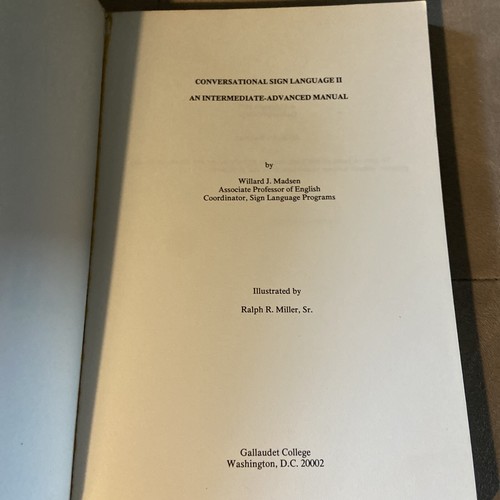 CONVERSATIONAL SIGN LANGUAGE II
AN INTERMEDIATE-ADVANCED MANUAL
by
Willard J. Madsen
Associate Professor of English
Coordinator, Sign Language Programs
Illustrated by
Ralph R. Miller, Sr.
Gallaudet College
Washington, D.C. 20002